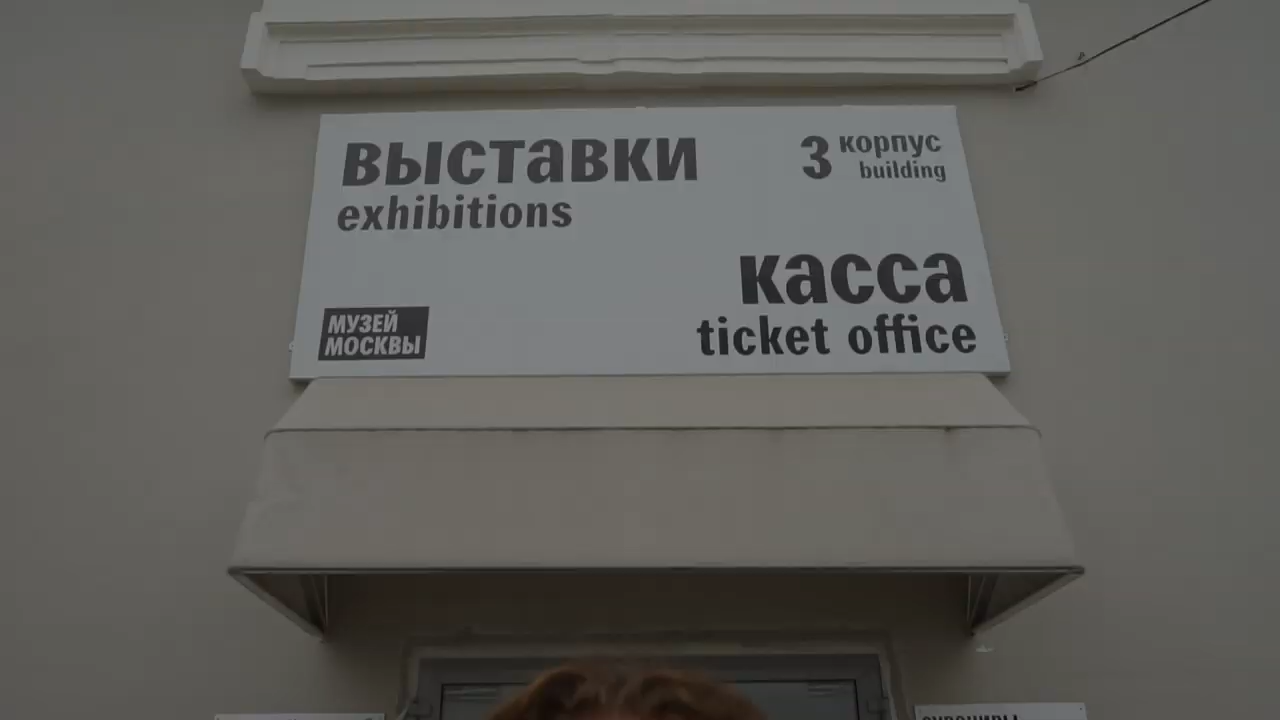 выставки
exhibitions
3 корпус
building
касса
ticket office
МУЗЕЙ
МОСКВЫ